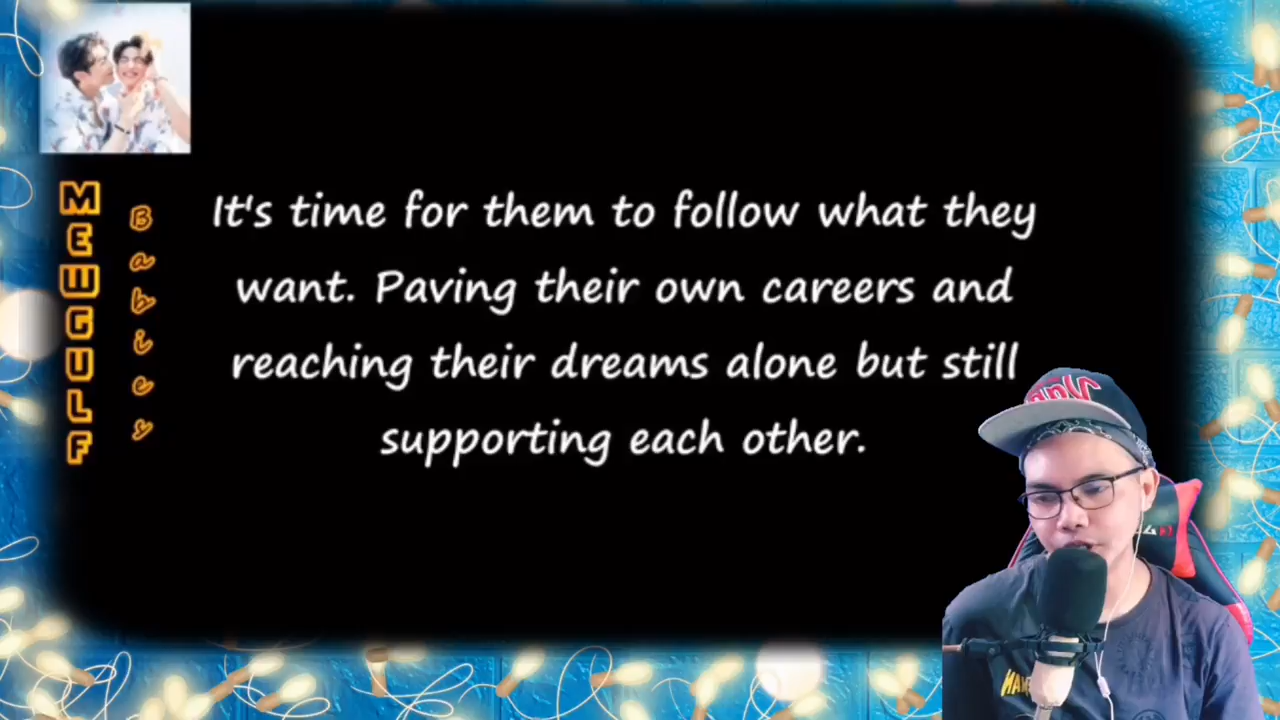 MEWGULF
Babies
It's time for them to follow what they
want. Paving their own careers and
reaching their dreams alone but still
supporting each other.